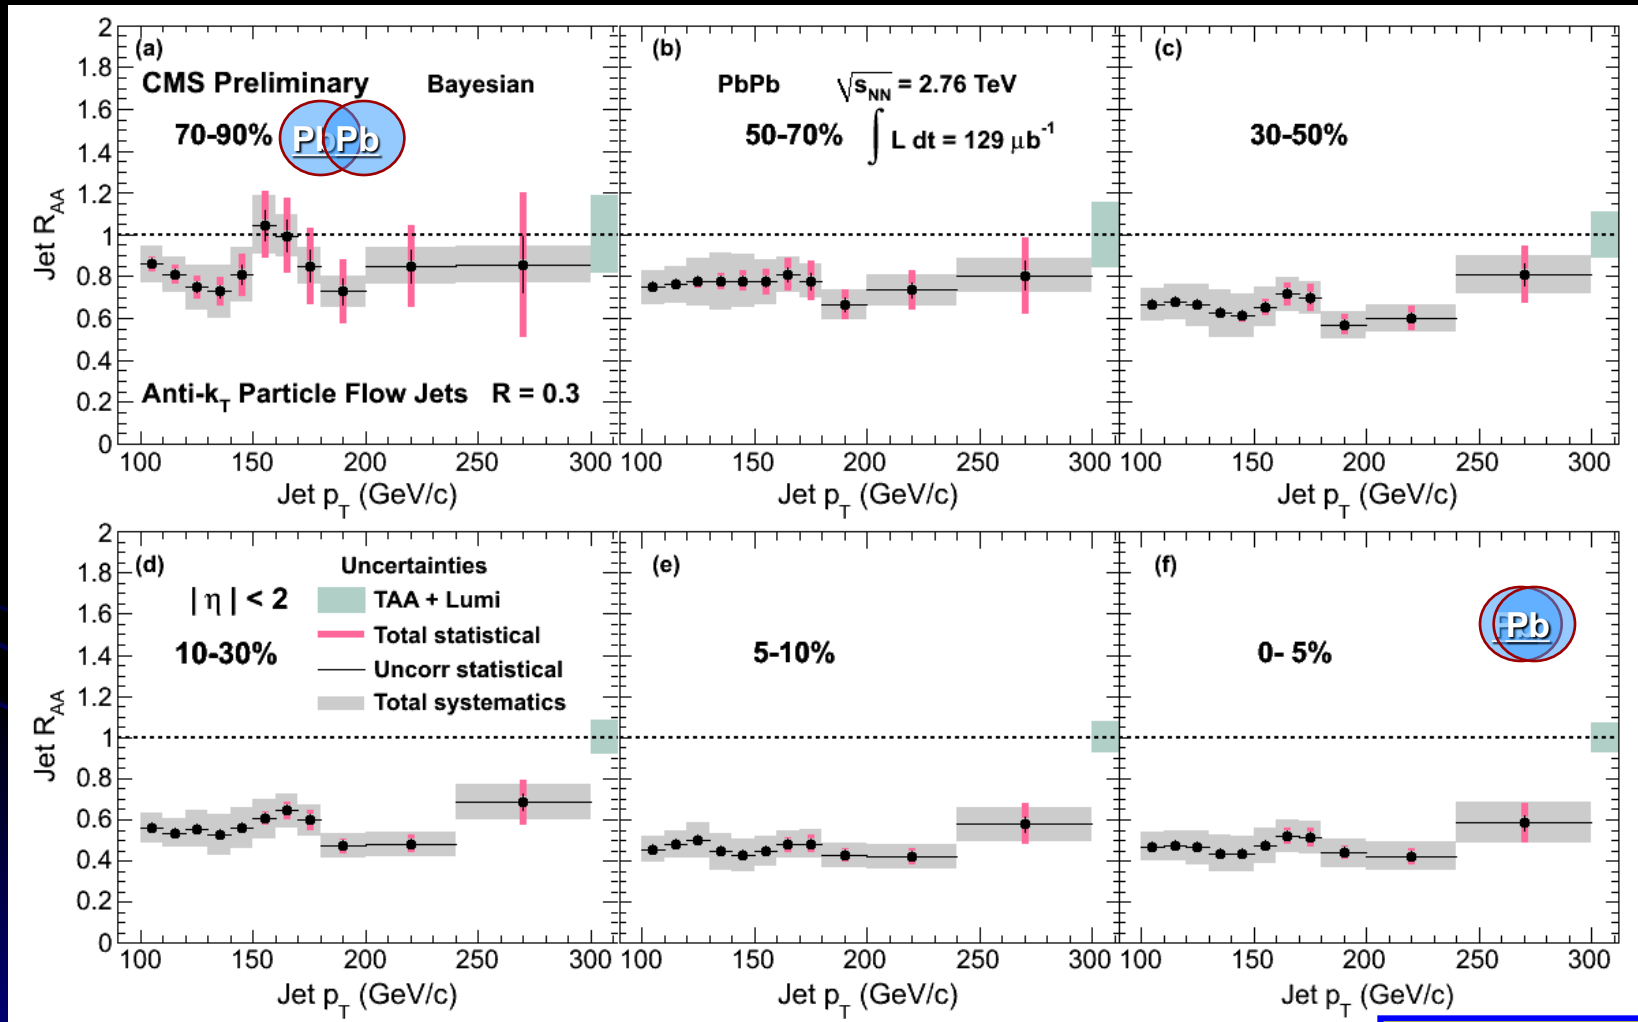 (a)
CMS Preliminary Bayesian
70-90% PbPb
Anti-k_T Particle Flow Jets R = 0.3
Jet R_AA
2
1.8
1.6
1.4
1.2
1
0.8
0.6
0.4
0.2
0
100 150 200 250 300
Jet p_T (GeV/c)
(b)
PbPb √s_NN = 2.76 TeV
50-70% ∫ L dt = 129 μb^-1
100 150 200 250 300
Jet p_T (GeV/c)
(c)
30-50%
100 150 200 250 300
Jet p_T (GeV/c)
(d)
Uncertainties
| η | < 2
TAA + Lumi
Total statistical
10-30%
Uncorr statistical
Total systematics
Jet R_AA
2
1.8
1.6
1.4
1.2
1
0.8
0.6
0.4
0.2
0
100 150 200 250 300
Jet p_T (GeV/c)
(e)
5-10%
100 150 200 250 300
Jet p_T (GeV/c)
(f)
Pb
0- 5%
100 150 200 250 300
Jet p_T (GeV/c)